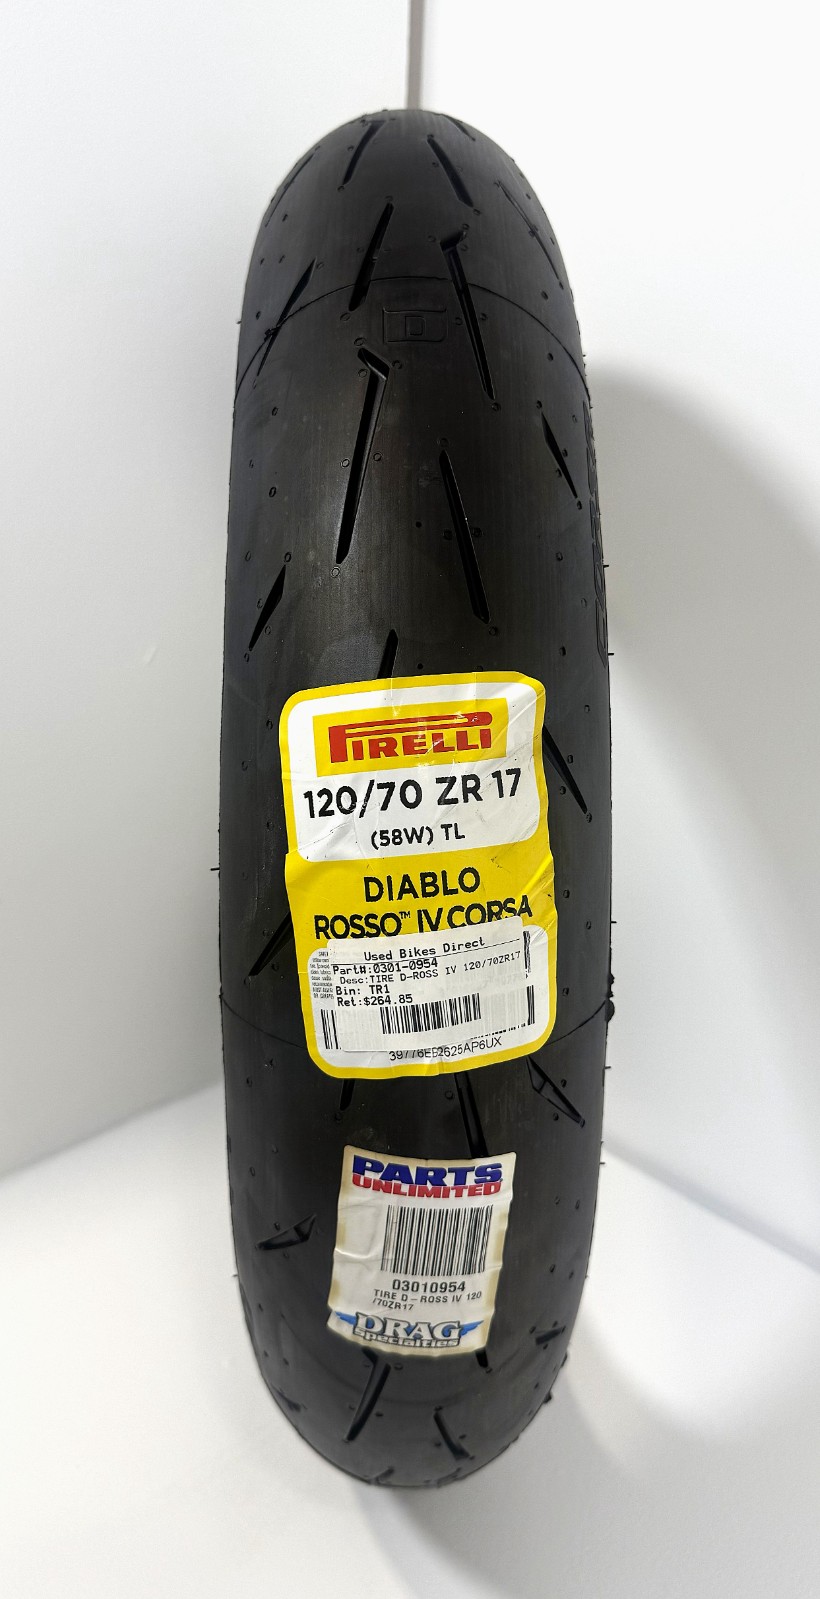 D
PIRELLI
120/70 ZR 17
(58W) TL
DIABLO
ROSSO™ IV CORSA
Used Bikes Direct
Part#:0301-0954
Desc:TIRE D-ROSS IV 120/70ZR17
Bin: TR1
Ret:$264.85
PARTS
UNLIMITED
03010954
TIRE D-ROSS IV 120
/70ZR17
DRAG
Specialties